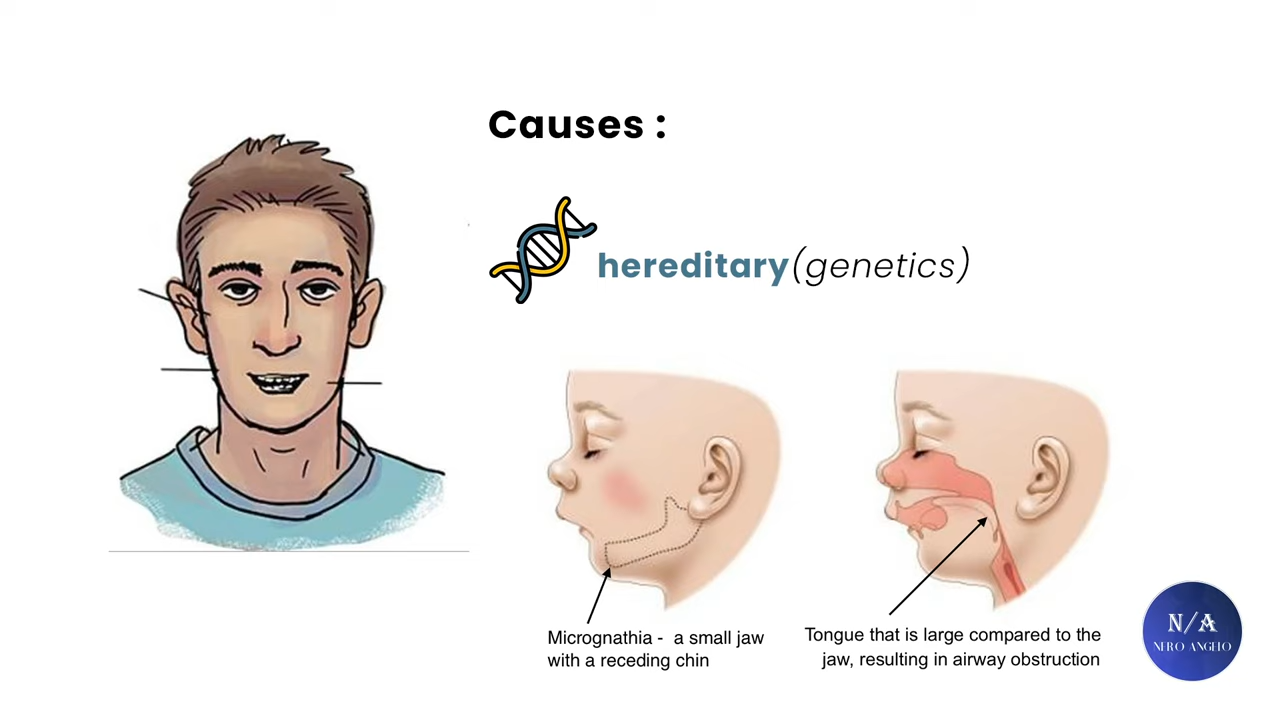 Causes :
hereditary(genetics)
Micrognathia - a small jaw
with a receding chin
Tongue that is large compared to the
jaw, resulting in airway obstruction
N/A
NERO ANGELO